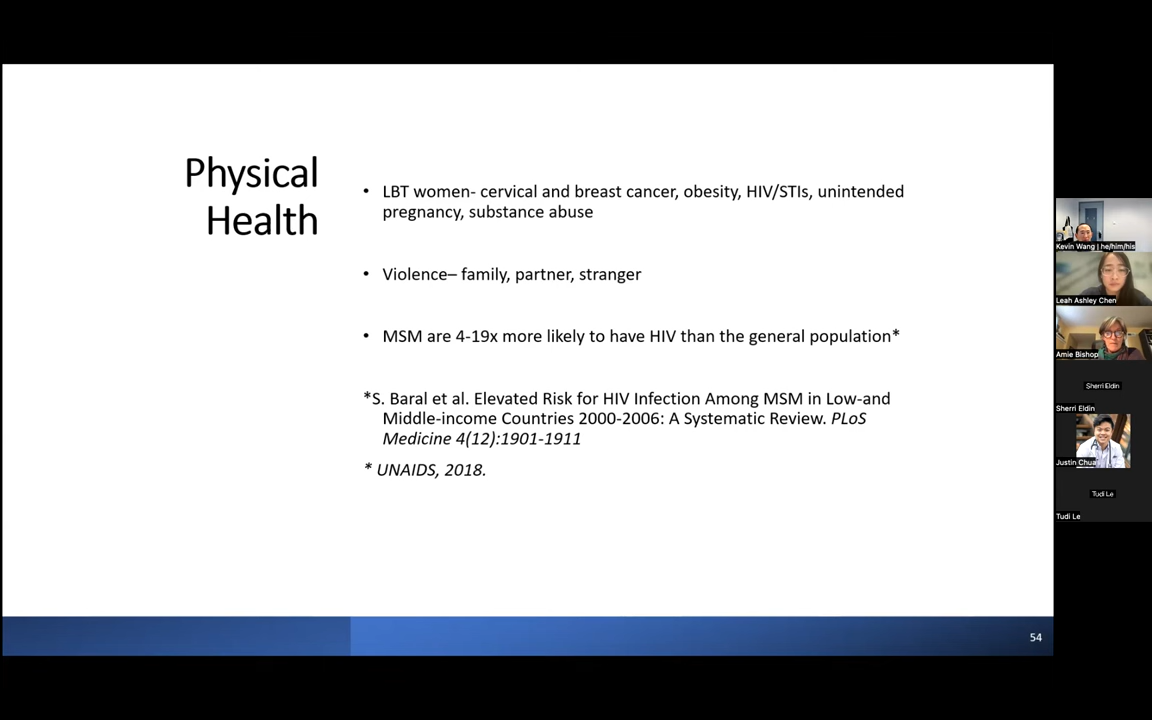 Physical
Health
• LBT women- cervical and breast cancer, obesity, HIV/STIs, unintended
pregnancy, substance abuse
• Violence– family, partner, stranger
• MSM are 4-19x more likely to have HIV than the general population*
*S. Baral et al. Elevated Risk for HIV Infection Among MSM in Low-and
Middle-income Countries 2000-2006: A Systematic Review. PLoS
Medicine 4(12):1901-1911
* UNAIDS, 2018.
54
Kevin Wang | he/him/his
Leah Ashley Chen
Amie Bishop
Sherri Eldin
Sherri Eldin
Justin Chua
Tudi Le
Tudi Le